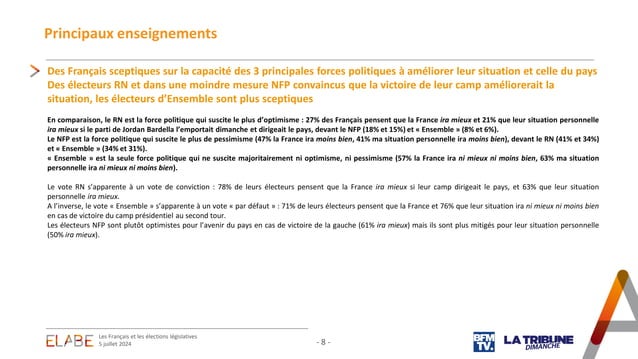 Principaux enseignements
Des Français sceptiques sur la capacité des 3 principales forces politiques à améliorer leur situation et celle du pays
Des électeurs RN et dans une moindre mesure NFP convaincus que la victoire de leur camp améliorerait la
situation, les électeurs d'Ensemble sont plus sceptiques
En comparaison, le RN est la force politique qui suscite le plus d'optimisme : 27% des Français pensent que la France ira mieux et 21% que leur situation personnelle
ira mieux si le parti de Jordan Bardella l'emportait dimanche et dirigeait le pays, devant le NFP (18% et 15%) et « Ensemble » (8% et 6%).
Le NFP est la force politique qui suscite le plus de pessimisme (47% la France ira moins bien, 41% ma situation personnelle ira moins bien), devant le RN (41% et 34%)
et « Ensemble » (34% et 31%).
« Ensemble » est la seule force politique qui ne suscite majoritairement ni optimisme, ni pessimisme (57% la France ira ni mieux ni moins bien, 63% ma situation
personnelle ira ni mieux ni moins bien).
Le vote RN s'apparente à un vote de conviction : 78% de leurs électeurs pensent que la France ira mieux si leur camp dirigeait le pays, et 63% que leur situation
personnelle ira mieux.
A l'inverse, le vote « Ensemble » s'apparente à un vote « par défaut » : 71% de leurs électeurs pensent que la France et 76% que leur situation ira ni mieux ni moins bien
en cas de victoire du camp présidentiel au second tour.
Les électeurs NFP sont plutôt optimistes pour l'avenir du pays en cas de victoire de la gauche (61% ira mieux) mais ils sont plus mitigés pour leur situation personnelle
(50% ira mieux).
ELABE
Les Français et les élections législatives
5 juillet 2024
- 8 -
BFM
TV.
LA TRIBUNE
DIMANCHE